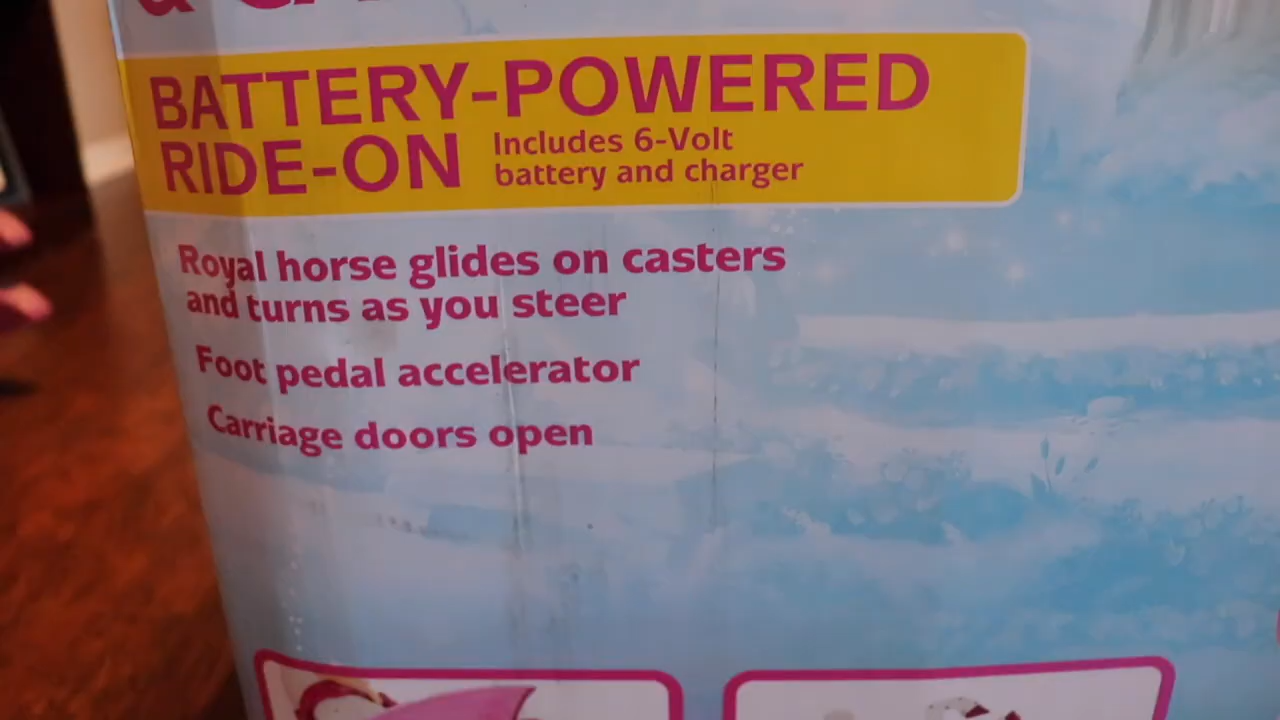 &
BATTERY-POWERED
RIDE-ON
Includes 6-Volt
battery and charger
Royal horse glides on casters
and turns as you steer
Foot pedal accelerator
Carriage doors open